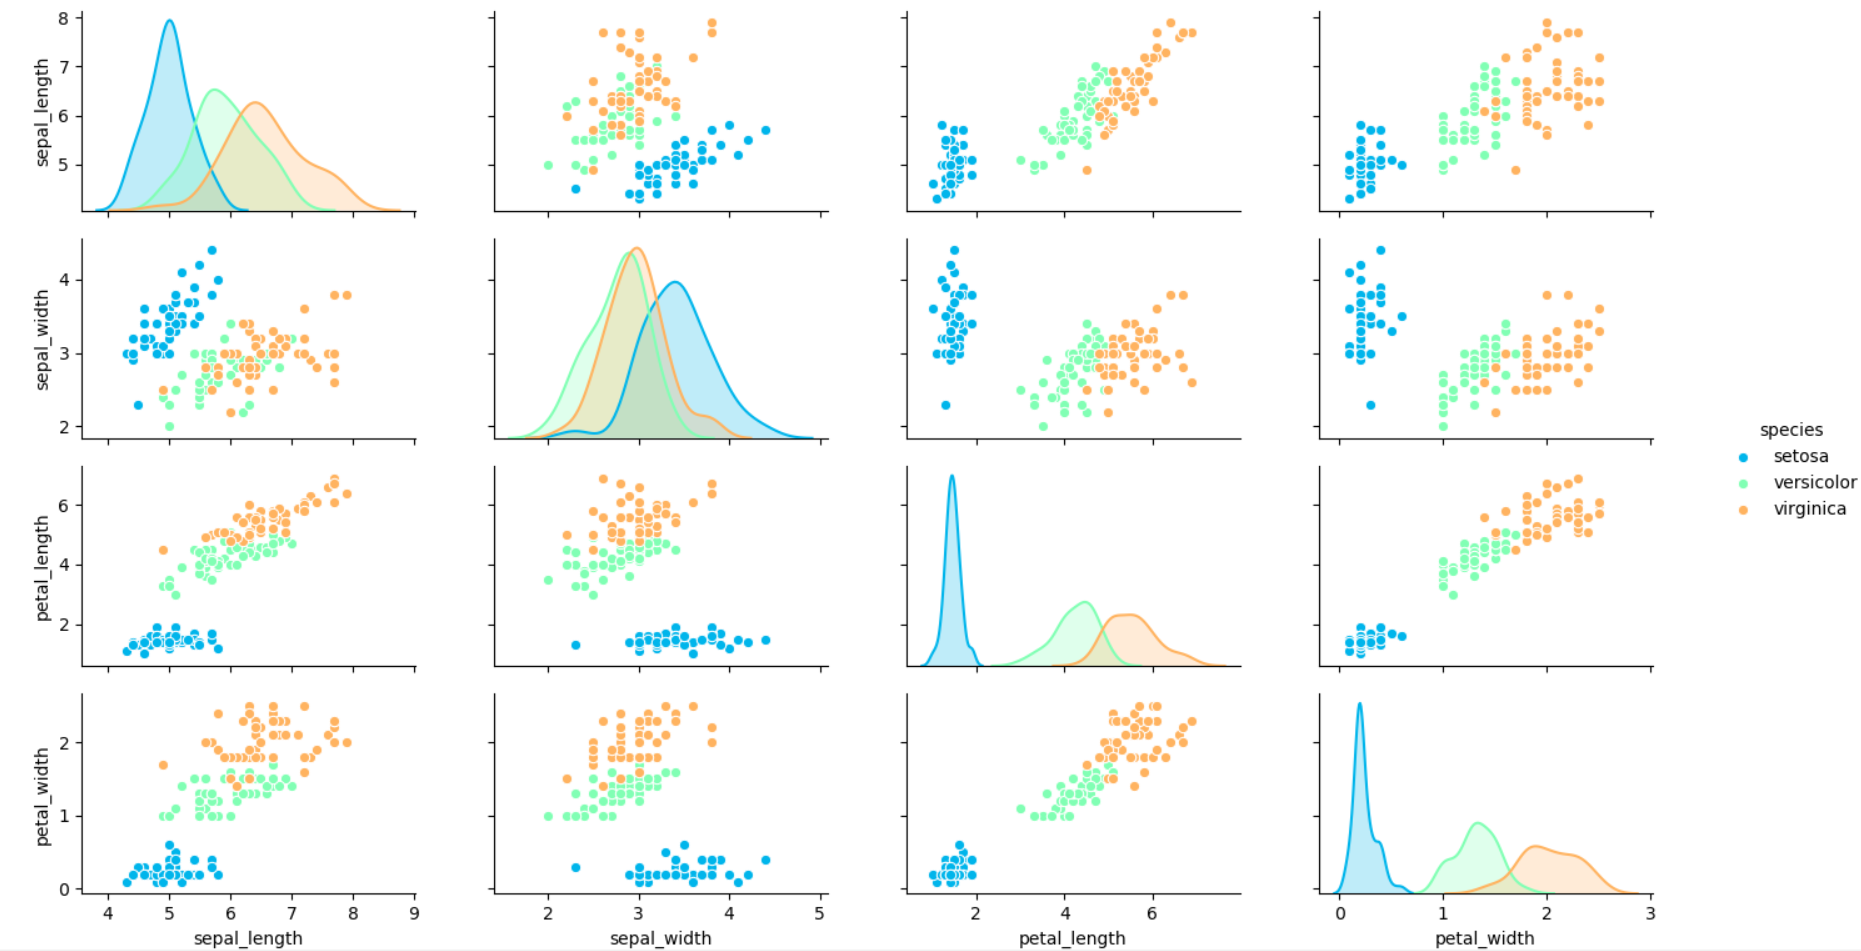 8
7
6
5
sepal_length
4
3
2
sepal_width
species
setosa
versicolor
virginica
6
4
2
petal_length
2
1
0
petal_width
4 5 6 7 8 9
2 3 4 5
2 4 6
0 1 2 3
sepal_length
sepal_width
petal_length
petal_width